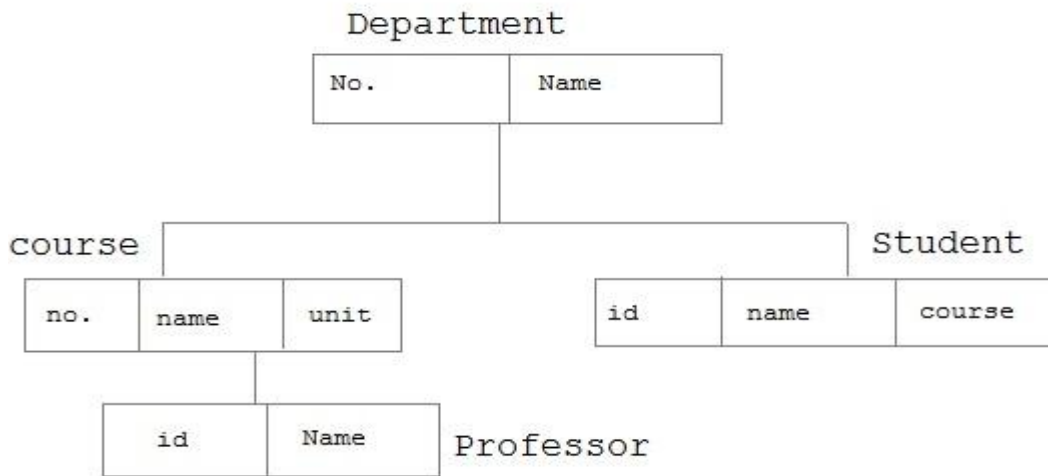 Department
No. Name
course
Student
no. name unit
id name course
id Name
Professor